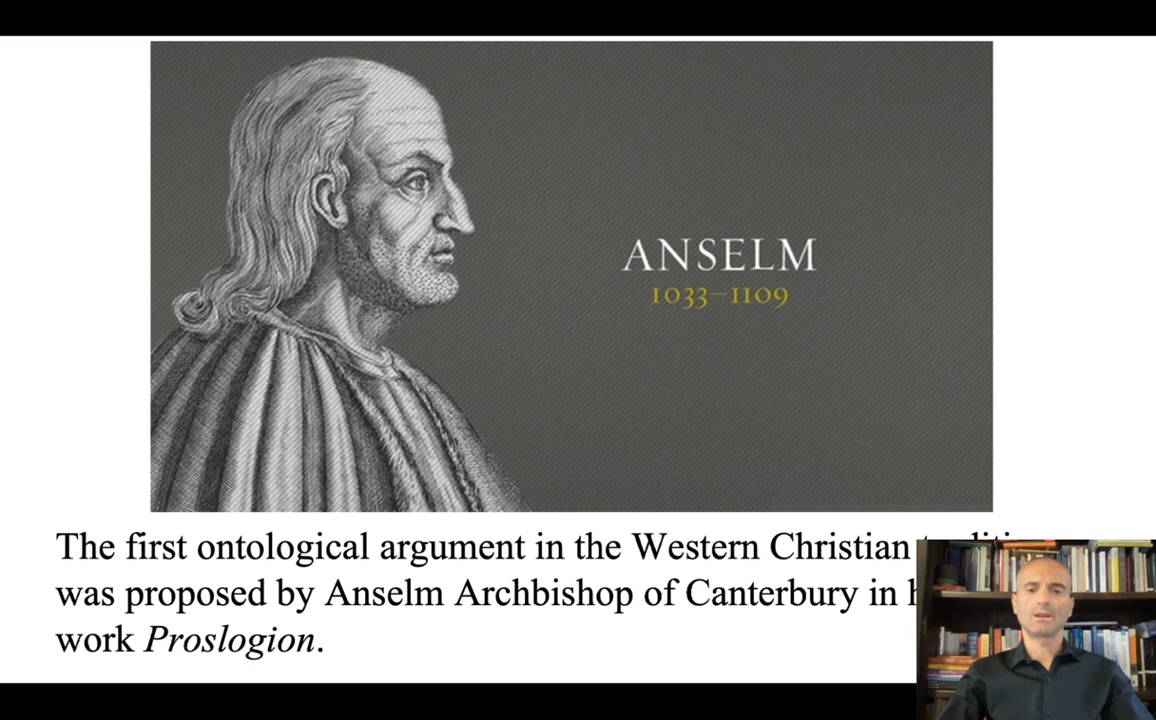 ANSELM
1033–1109
The first ontological argument in the Western Christian
was proposed by Anselm Archbishop of Canterbury in
work Proslogion.